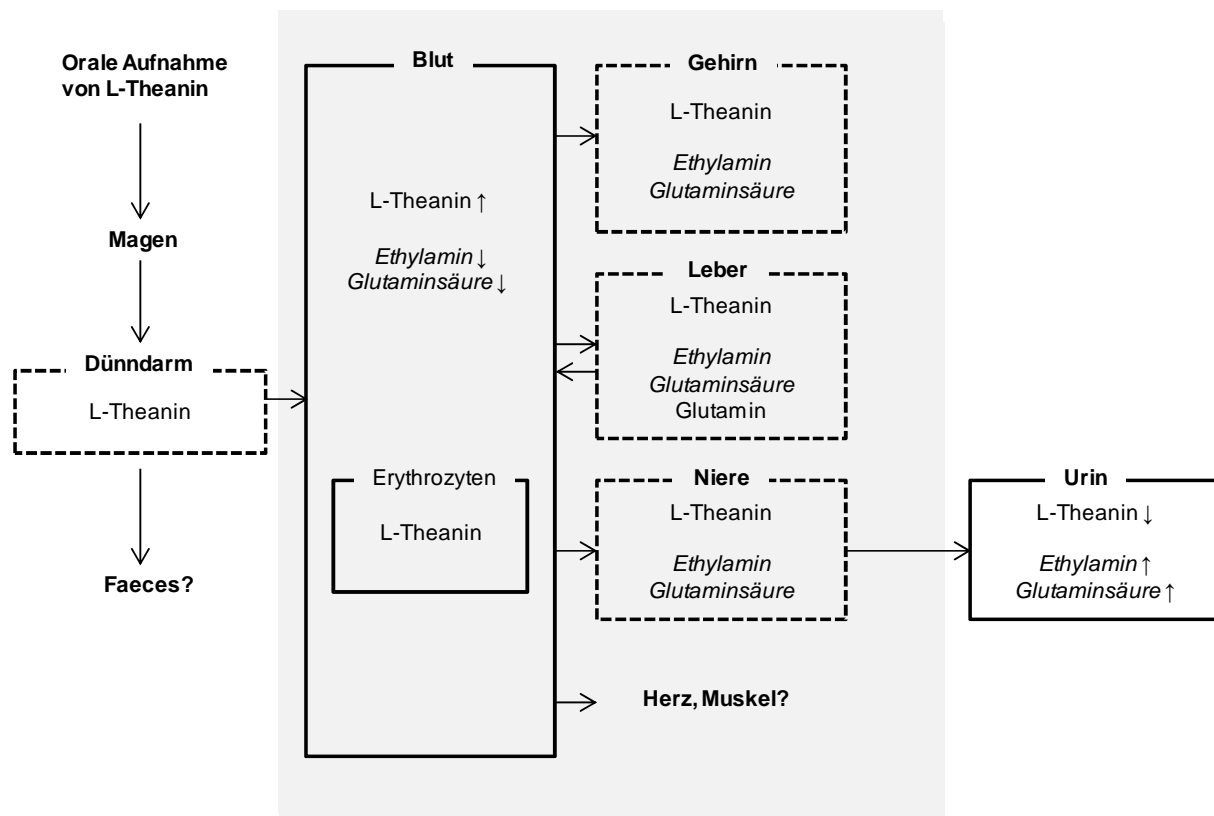 Orale Aufnahme
von L-Theanin
Magen
Dünndarm
L-Theanin
Faeces?
Blut
L-Theanin ↑
Ethylamin ↓
Glutaminsäure ↓
Erythrozyten
L-Theanin
Gehirn
L-Theanin
Ethylamin
Glutaminsäure
Leber
L-Theanin
Ethylamin
Glutaminsäure
Glutamin
Niere
L-Theanin
Ethylamin
Glutaminsäure
Herz, Muskel?
Urin
L-Theanin ↓
Ethylamin ↑
Glutaminsäure ↑